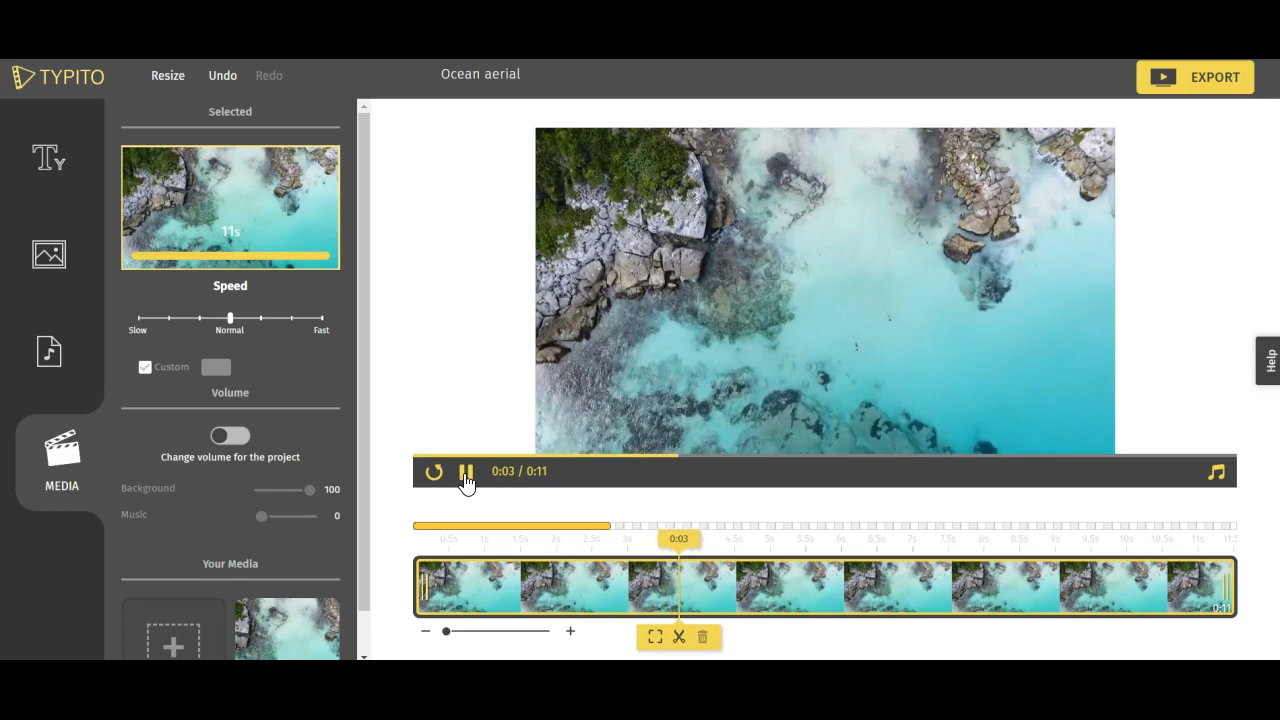 TYPITO
Resize
Undo
Redo
Ocean aerial
EXPORT
Ty
Selected
11s
Speed
Slow
Normal
Fast
Custom
Volume
Change volume for the project
Background
100
Music
0
MEDIA
Your Media
Help
0:03 / 0:11
0.5s 1s 1.5s 2s 2.5s 3s 0:03 4.5s 5s 5.5s 6s 6.5s 7s 7.5s 8s 8.5s 9s 9.5s 10s 10.5s 11s 11.5
0:11